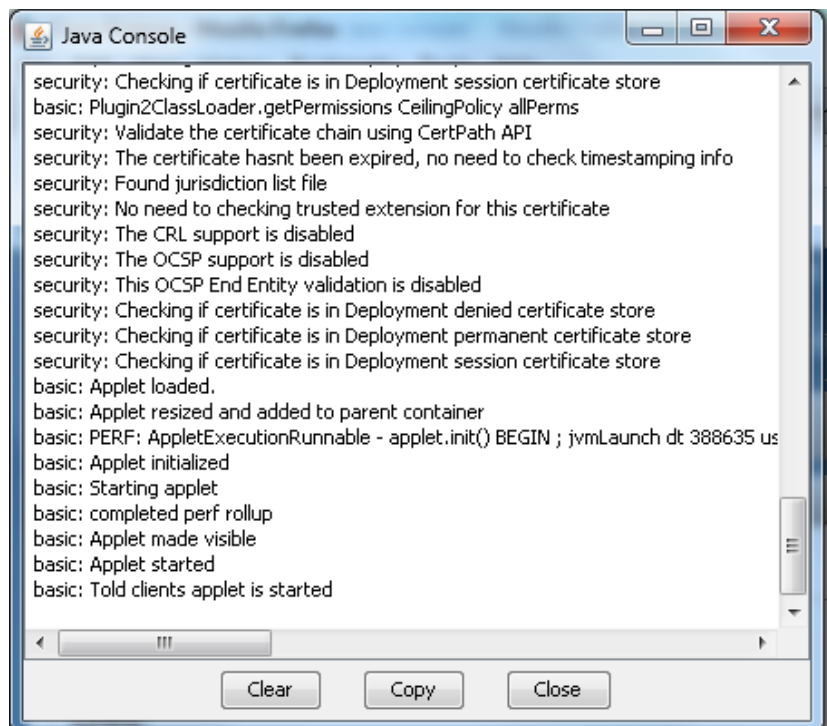 Java Console
security: Checking if certificate is in Deployment session certificate store
basic: Plugin2ClassLoader.getPermissions CeilingPolicy allPerms
security: Validate the certificate chain using CertPath API
security: The certificate hasnt been expired, no need to check timestamping info
security: Found jurisdiction list file
security: No need to checking trusted extension for this certificate
security: The CRL support is disabled
security: The OCSP support is disabled
security: This OCSP End Entity validation is disabled
security: Checking if certificate is in Deployment denied certificate store
security: Checking if certificate is in Deployment permanent certificate store
security: Checking if certificate is in Deployment session certificate store
basic: Applet loaded.
basic: Applet resized and added to parent container
basic: PERF: AppletExecutionRunnable - applet.init() BEGIN ; jvmLaunch dt 388635 us
basic: Applet initialized
basic: Starting applet
basic: completed perf rollup
basic: Applet made visible
basic: Applet started
basic: Told clients applet is started
Clear Copy Close